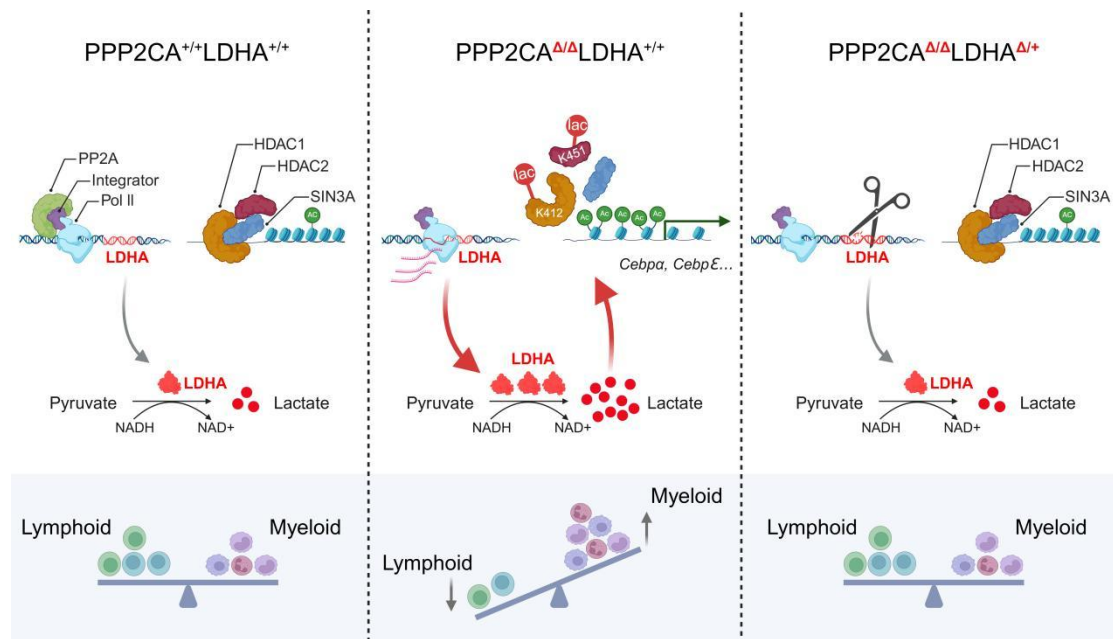 PPP2CA+/+LDHA+/+
PP2A
Integrator
Pol II
HDAC1
HDAC2
SIN3A
AC
LDHA
LDHA
Pyruvate
Lactate
NADH
NAD+
Lymphoid
Myeloid
PPP2CAΔ/ΔLDHA+/+
lac
K451
lac
K412
Ac
Ac
Ac
Ac
Ac
LDHA
Cebpα, Cebpε...
LDHA
Pyruvate
Lactate
NADH
NAD+
Myeloid
Lymphoid
PPP2CAΔ/ΔLDHAΔ/+
HDAC1
HDAC2
SIN3A
AC
LDHA
LDHA
Pyruvate
Lactate
NADH
NAD+
Lymphoid
Myeloid